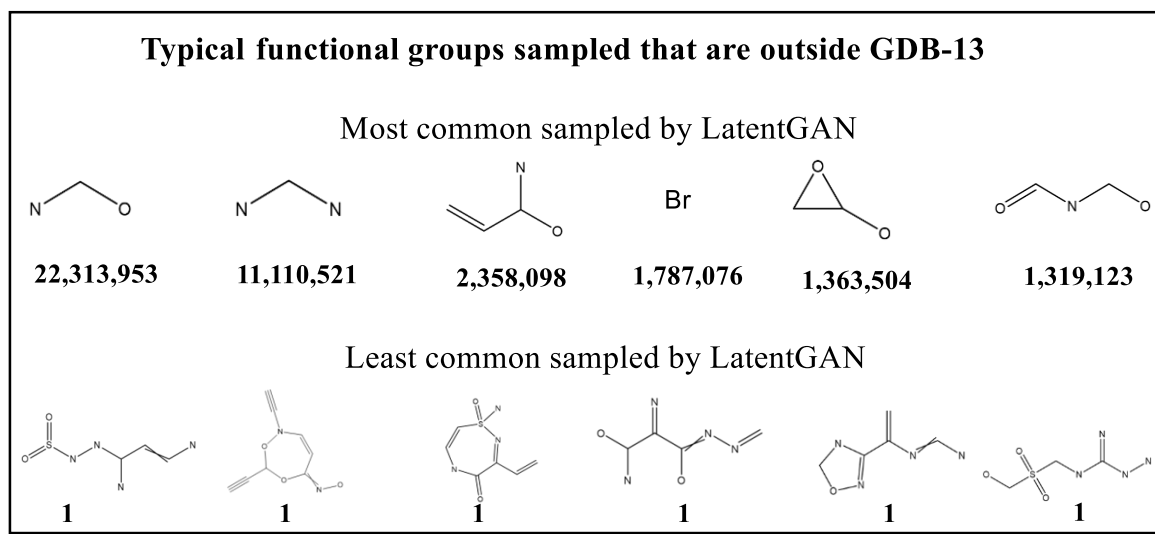 Typical functional groups sampled that are outside GDB-13
Most common sampled by LatentGAN
N O N N N O Br O O O N O
22,313,953 11,110,521 2,358,098 1,787,076 1,363,504 1,319,123
Least common sampled by LatentGAN
O S O N N N N
N O O N O
O N S N N O
N O N O N N
N O N N N
O S O O N N N N
1 1 1 1 1 1